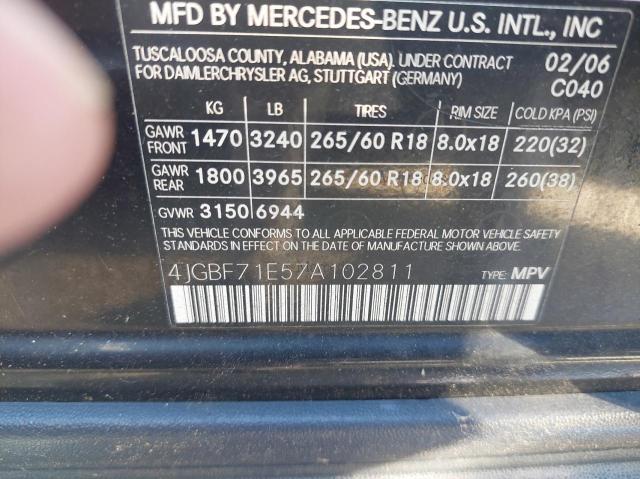 MFD BY MERCEDES-BENZ U.S. INTL., INC
TUSCALOOSA COUNTY, ALABAMA (USA). UNDER CONTRACT 02/06
FOR DAIMLERCHRYSLER AG, STUTTGART (GERMANY) C040
KG LB TIRES RIM SIZE COLD KPA (PSI)
GAWR FRONT 1470 3240 265/60 R18 8.0x18 220(32)
GAWR REAR 1800 3965 265/60 R18 8.0x18 260(38)
GVWR 3150 6944
THIS VEHICLE CONFORMS TO ALL APPLICABLE FEDERAL MOTOR VEHICLE SAFETY
STANDARDS IN EFFECT ON THE DATE OF MANUFACTURE SHOWN ABOVE.
4JGBF71E57A102811 TYPE: MPV